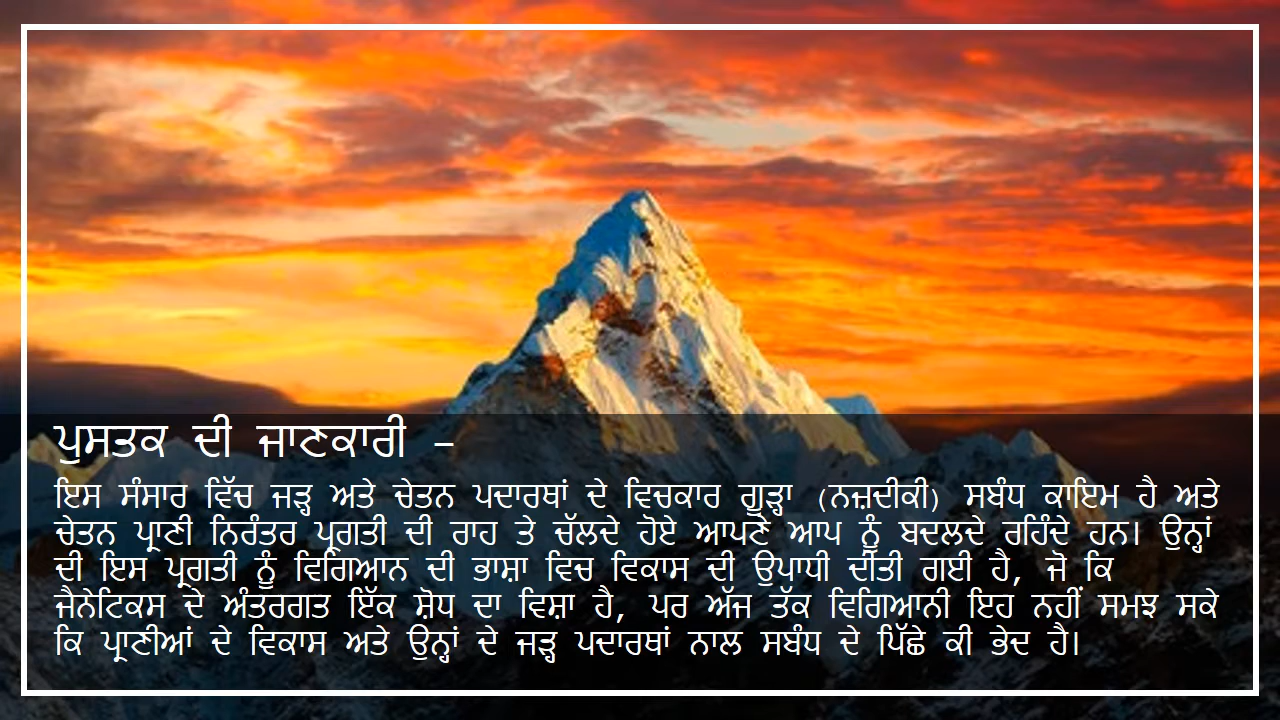 ਪੁਸਤਕ ਦੀ ਜਾਣਕਾਰੀ –
ਇਸ ਸੰਸਾਰ ਵਿੱਚ ਜੜ੍ਹ ਅਤੇ ਚੇਤਨ ਪਦਾਰਥਾਂ ਦੇ ਵਿਚਕਾਰ ਗੁੜ੍ਹਾ (ਨਜ਼ਦੀਕੀ) ਸਬੰਧ ਕਾਇਮ ਹੈ ਅਤੇ
ਚੇਤਨ ਪ੍ਰਾਣੀ ਨਿਰੰਤਰ ਪ੍ਰਗਤੀ ਦੀ ਰਾਹ ਤੇ ਚੱਲਦੇ ਹੋਏ ਆਪਣੇ ਆਪ ਨੂੰ ਬਦਲਦੇ ਰਹਿੰਦੇ ਹਨ। ਉਨ੍ਹਾਂ
ਦੀ ਇਸ ਪ੍ਰਗਤੀ ਨੂੰ ਵਿਗਿਆਨ ਦੀ ਭਾਸ਼ਾ ਵਿਚ ਵਿਕਾਸ ਦੀ ਉਪਾਧੀ ਦੀਤੀ ਗਈ ਹੈ, ਜੋ ਕਿ
ਜੈਨੇਟਿਕਸ ਦੇ ਅੰਤਰਗਤ ਇੱਕ ਸ਼ੋਧ ਦਾ ਵਿਸ਼ਾ ਹੈ, ਪਰ ਅੱਜ ਤੱਕ ਵਿਗਿਆਨੀ ਇਹ ਨਹੀਂ ਸਮਝ ਸਕੇ
ਕਿ ਪ੍ਰਾਣੀਆਂ ਦੇ ਵਿਕਾਸ ਅਤੇ ਉਨ੍ਹਾਂ ਦੇ ਜੜ੍ਹ ਪਦਾਰਥਾਂ ਨਾਲ ਸਬੰਧ ਦੇ ਪਿੱਛੇ ਕੀ ਭੇਦ ਹੈ।